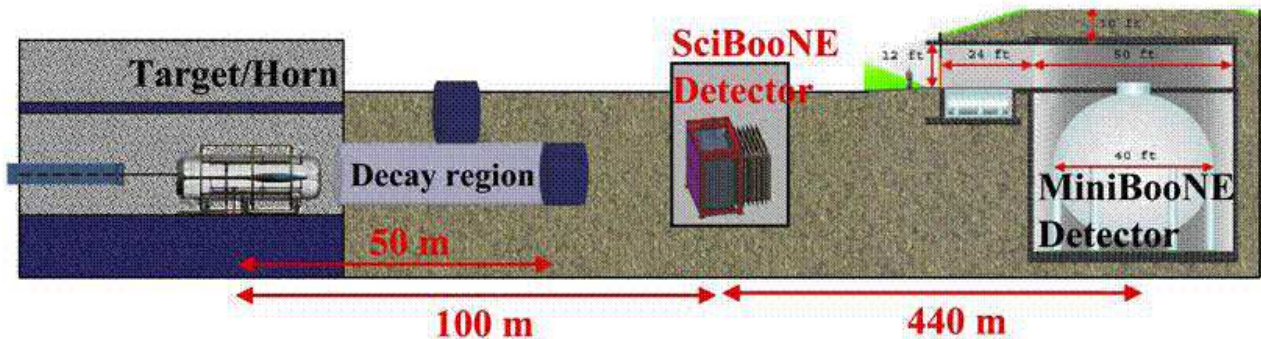 Target/Horn
SciBooNE
Detector
10 ft
12 ft
24 ft
50 ft
Decay region
40 ft
MiniBooNE
Detector
50 m
100 m
440 m